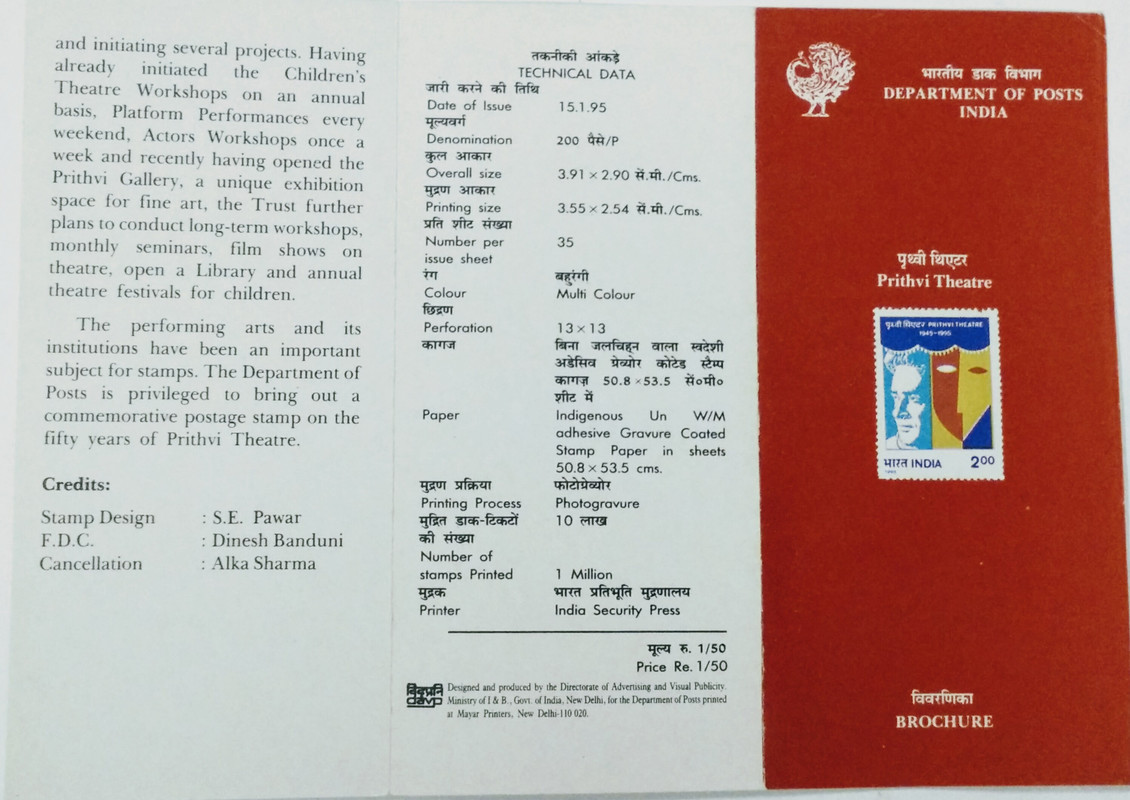 and initiating several projects. Having
already initiated the Children's
Theatre Workshops on an annual
basis, Platform Performances every
weekend, Actors Workshops once a
week and recently having opened the
Prithvi Gallery, a unique exhibition
space for fine art, the Trust further
plans to conduct long-term workshops,
monthly seminars, film shows on
theatre, open a Library and annual
theatre festivals for children.
The performing arts and its
institutions have been an important
subject for stamps. The Department of
Posts is privileged to bring out a
commemorative postage stamp on the
fifty years of Prithvi Theatre.
Credits:
Stamp Design : S.E. Pawar
F.D.C. : Dinesh Banduni
Cancellation : Alka Sharma
तकनीकी आंकड़े
TECHNICAL DATA
जारी करने की तिथि
Date of Issue 15.1.95
मूल्यवर्ग
Denomination 200 पैसे/P
कुल आकार
Overall size 3.91 × 2.90 सें.मी./Cms.
मुद्रण आकार
Printing size 3.55 × 2.54 सें.मी./Cms.
प्रति शीट संख्या
Number per 35
issue sheet
रंग बहुरंगी
Colour Multi Colour
छिद्रण
Perforation 13 × 13
कागज बिना जलचिह्न वाला स्वदेशी
अडेसिव ग्रेव्योर कोटेड स्टैम्प
कागज़ 50.8 × 53.5 सें०मी०
शीट में
Paper Indigenous Un W/M
adhesive Gravure Coated
Stamp Paper in sheets
50.8 × 53.5 cms.
मुद्रण प्रक्रिया फोटोग्रेव्योर
Printing Process Photogravure
मुद्रित डाक-टिकटों 10 लाख
की संख्या
Number of
stamps Printed 1 Million
मुद्रक भारत प्रतिभूति मुद्रणालय
Printer India Security Press
मूल्य रु. 1/50
Price Re. 1/50
विदृप्रनि
davp
Designed and produced by the Directorate of Advertising and Visual Publicity.
Ministry of I & B., Govt. of India, New Delhi, for the Department of Posts printed
at Mayar Printers, New Delhi-110 020.
भारतीय डाक विभाग
DEPARTMENT OF POSTS
INDIA
पृथ्वी थिएटर
Prithvi Theatre
पृथ्वी थिएटर PRITHVI THEATRE
1945-1995
भारत INDIA 200
1995
विवरणिका
BROCHURE